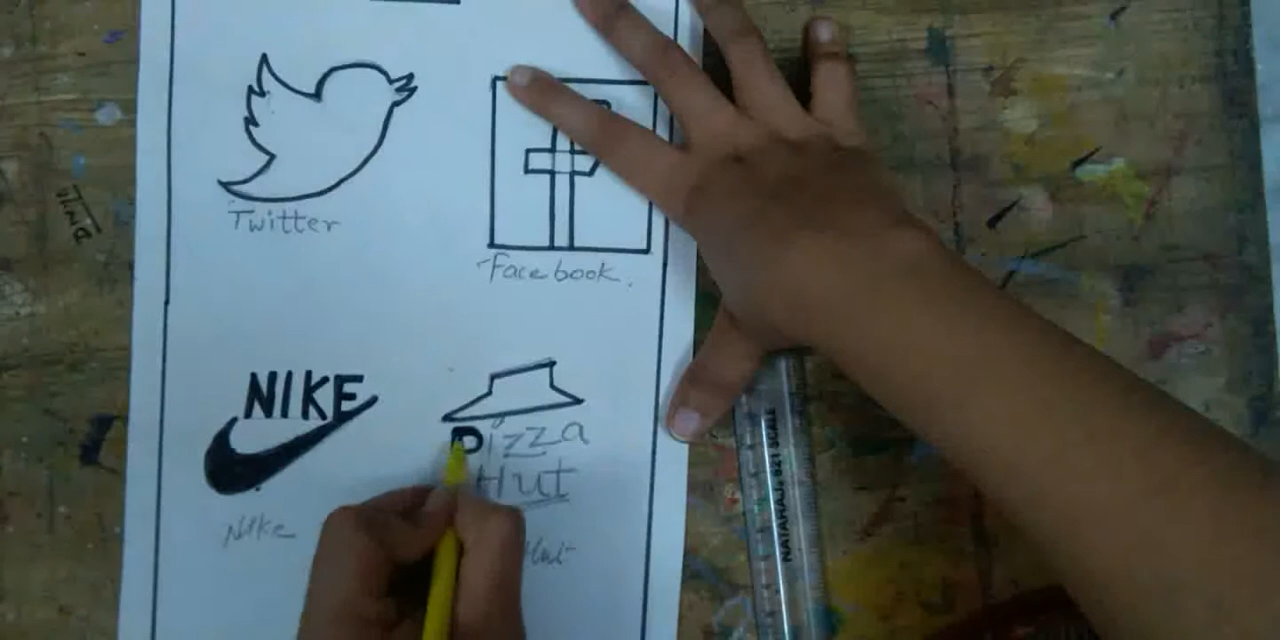 Twitter
Facebook.
NIKE
Nike
Pizza
Hut
Hut
NATARAJ. 621 SCALE